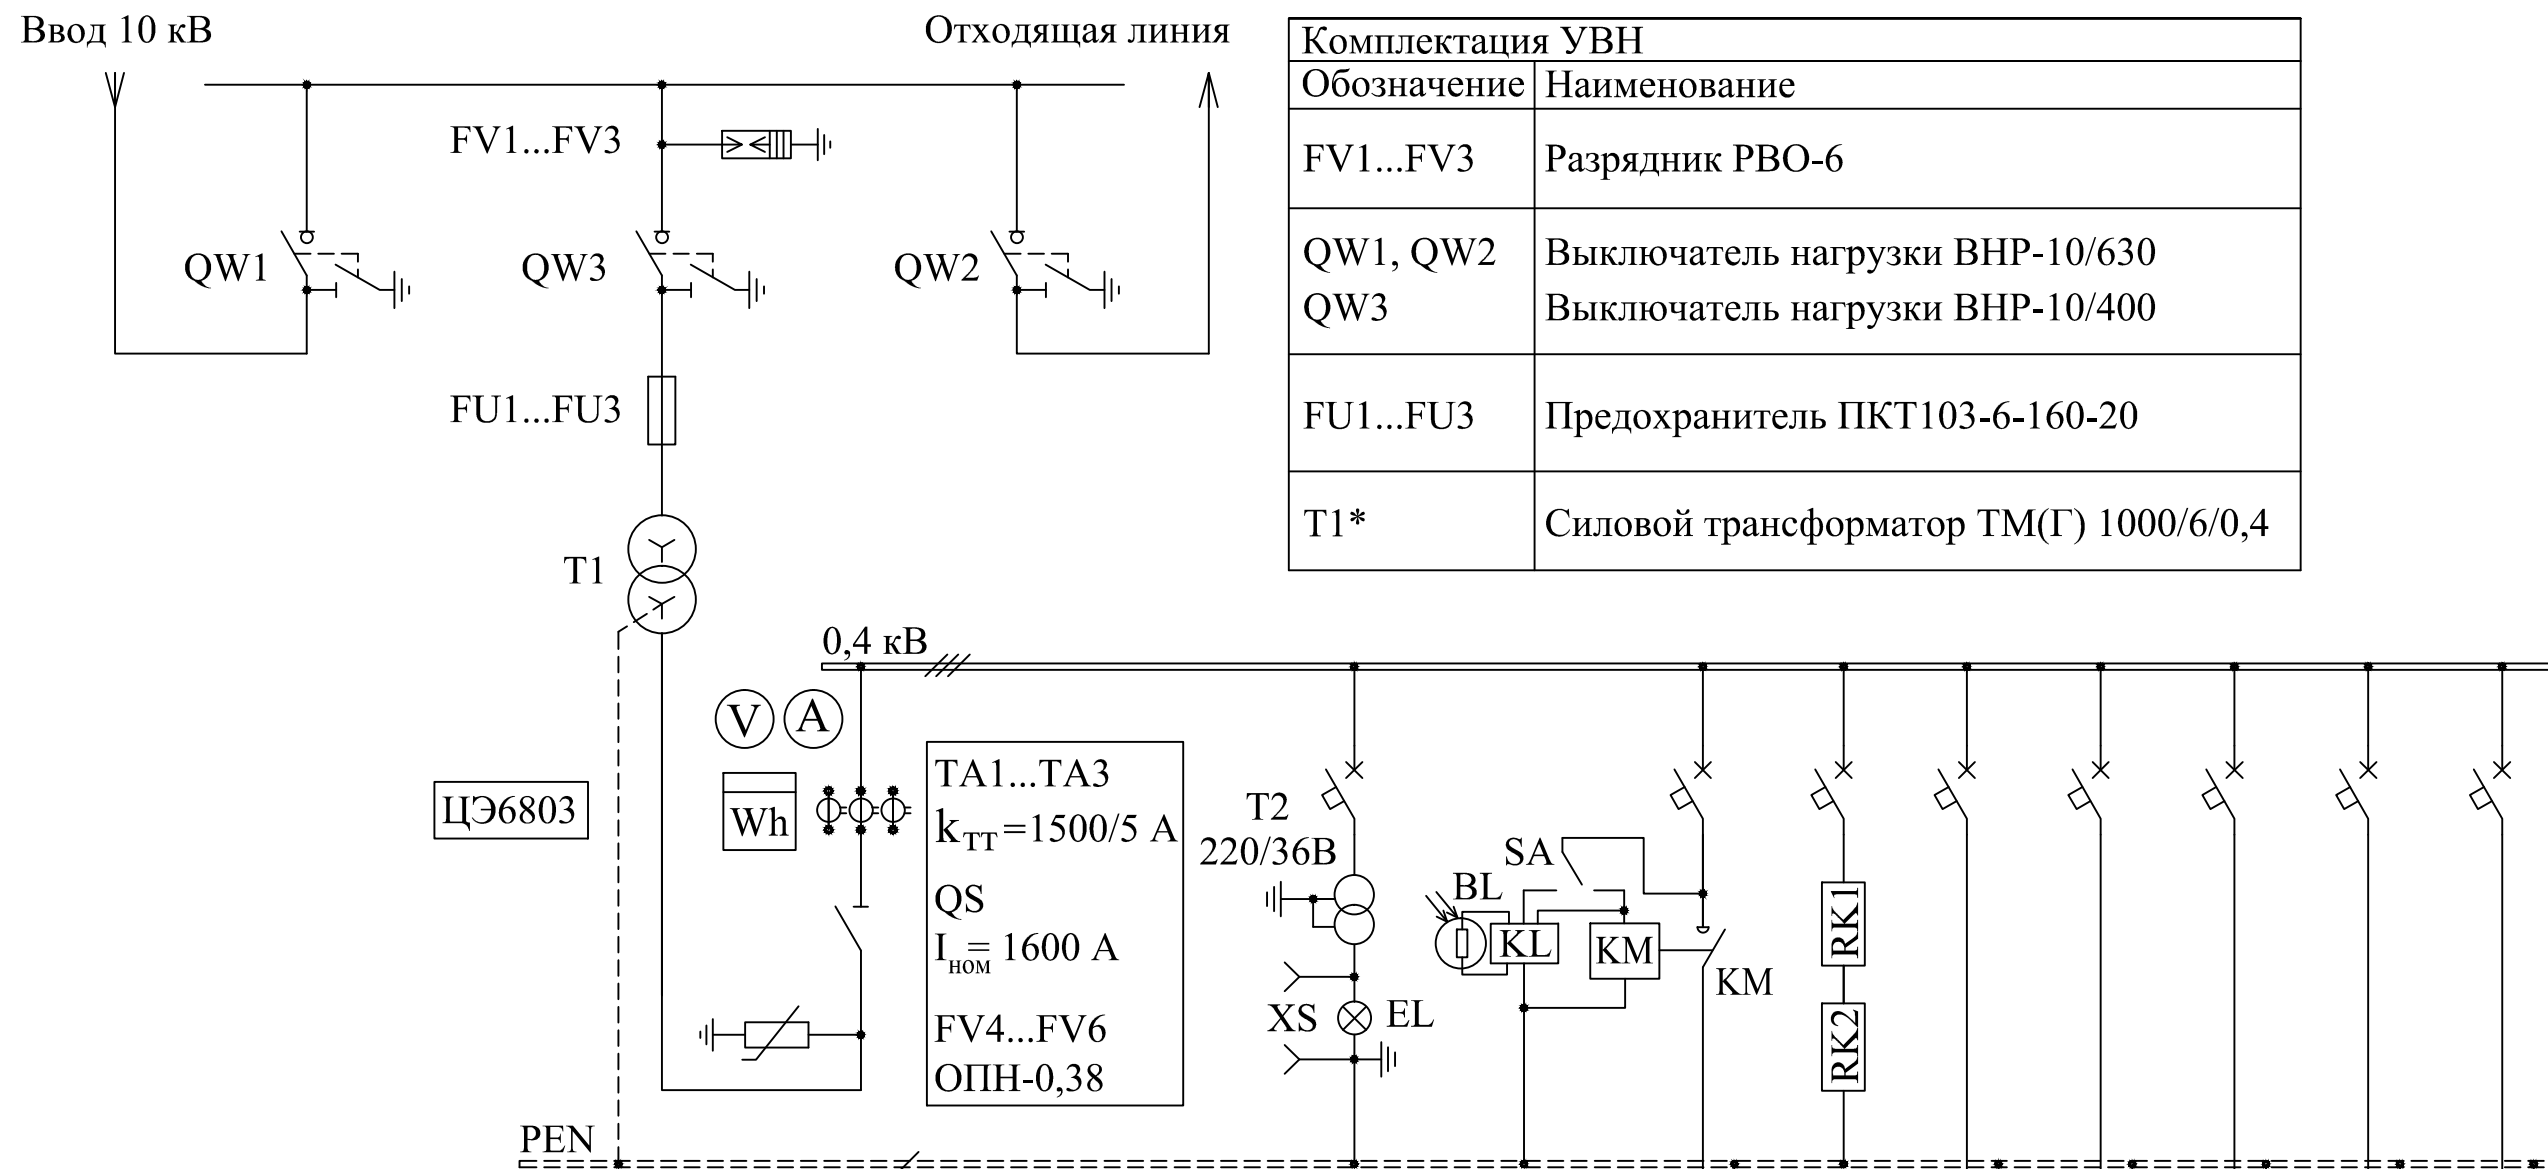 Ввод 10 кВ
Отходящая линия
Комплектация УВН
Обозначение Наименование
FV1...FV3 Разрядник РВО-6
QW1, QW2 Выключатель нагрузки ВНР-10/630
QW3 Выключатель нагрузки ВНР-10/400
FU1...FU3 Предохранитель ПКТ103-6-160-20
T1* Силовой трансформатор ТМ(Г) 1000/6/0,4
FV1...FV3
QW1
QW3
QW2
FU1...FU3
T1
0,4 кВ
V
A
Wh
ЦЭ6803
TA1...TA3
kТТ=1500/5 А
QS
Iном= 1600 А
FV4...FV6
ОПН-0,38
T2
220/36В
XS
EL
BL
SA
KL
KM
KM
RK1
RK2
PEN